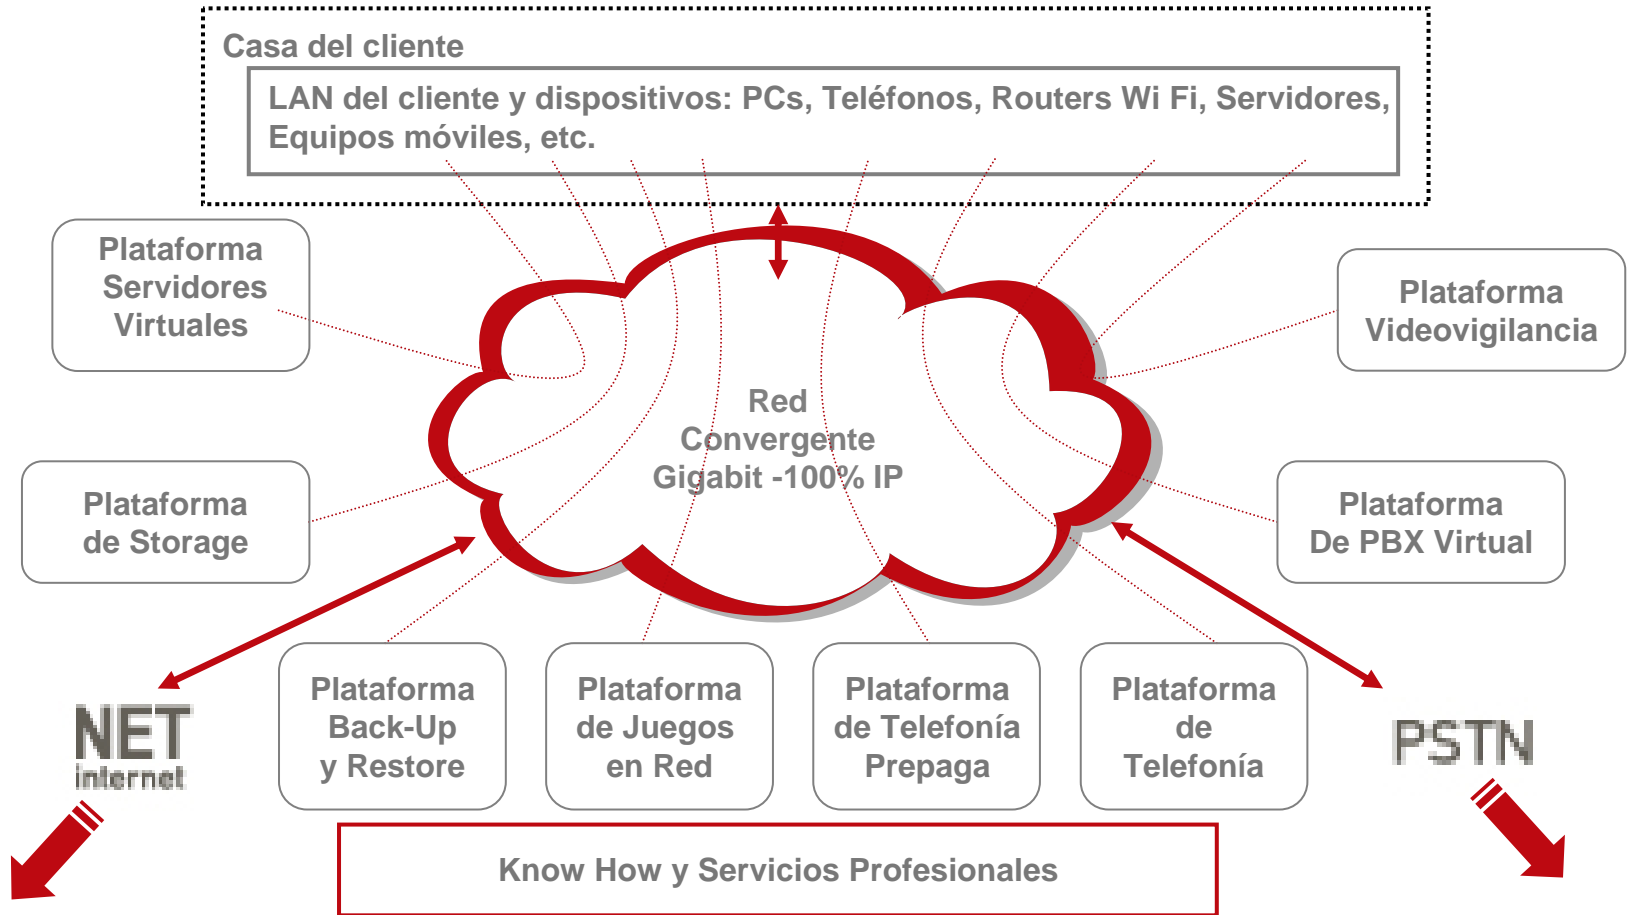 Casa del cliente
LAN del cliente y dispositivos: PCs, Teléfonos, Routers Wi Fi, Servidores,
Equipos móviles, etc.
Plataforma
Servidores
Virtuales
Plataforma
Videovigilancia
Red
Convergente
Gigabit -100% IP
Plataforma
de Storage
Plataforma
De PBX Virtual
NET
internet
Plataforma
Back-Up
y Restore
Plataforma
de Juegos
en Red
Plataforma
de Telefonía
Prepaga
Plataforma
de
Telefonía
PSTN
Know How y Servicios Profesionales